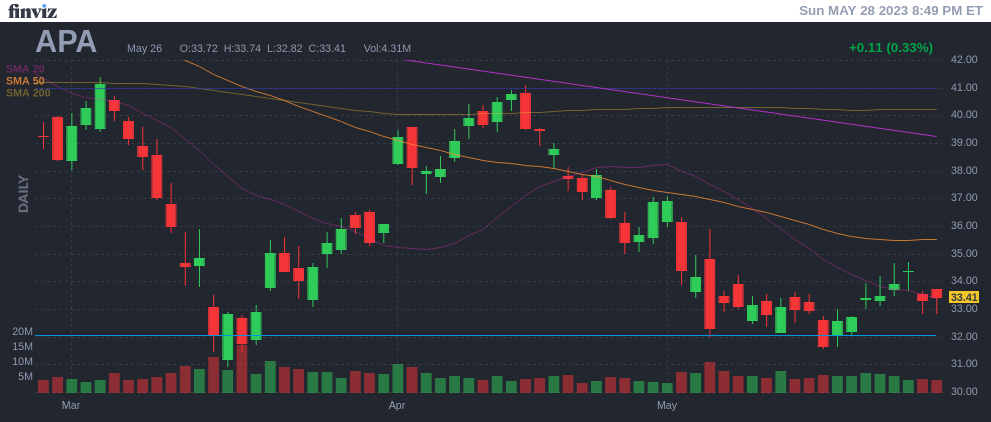 finviz
Sun MAY 28 2023 8:49 PM ET
APA
May 26 O:33.72 H:33.74 L:32.82 C:33.41 Vol:4.31M
+0.11 (0.33%)
SMA 20
SMA 50
SMA 200
DAILY
42.00
41.00
40.00
39.00
38.00
37.00
36.00
35.00
34.00
33.41
33.00
32.00
31.00
30.00
20M
15M
10M
5M
Mar
Apr
May